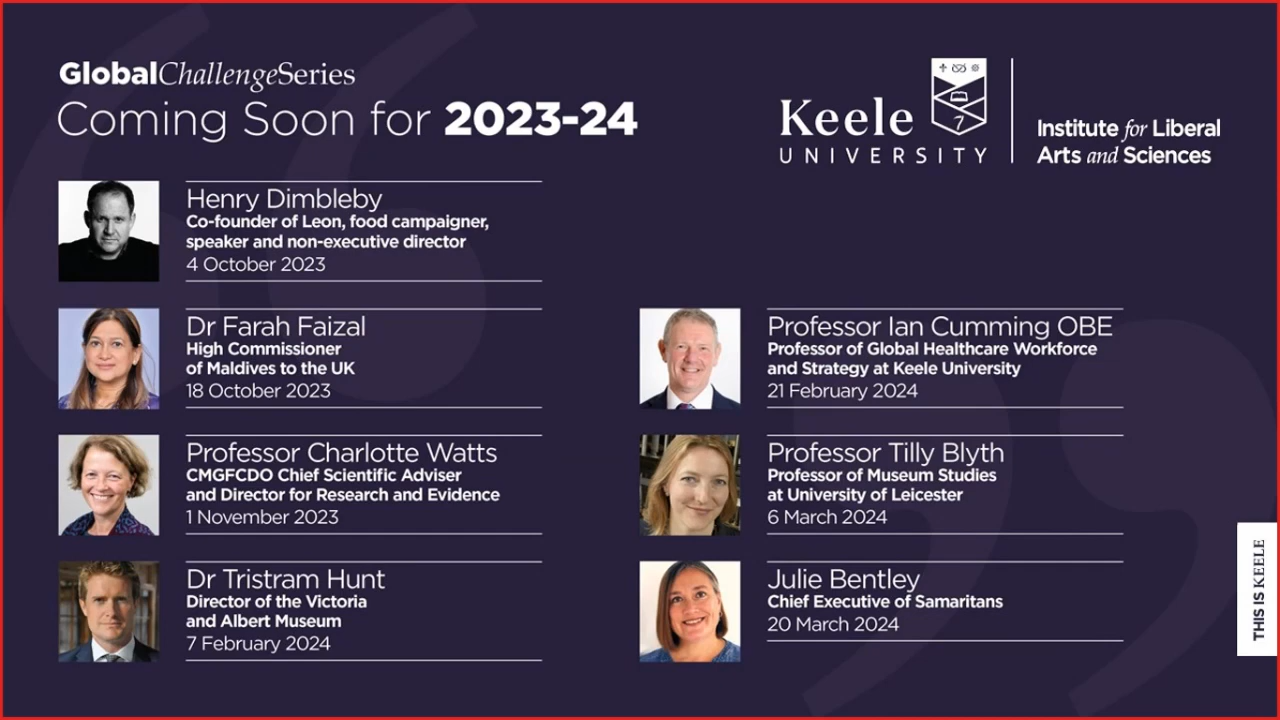 GlobalChallengeSeries
Coming Soon for 2023-24
Keele
UNIVERSITY
Institute for Liberal
Arts and Sciences
Henry Dimbleby
Co-founder of Leon, food campaigner,
speaker and non-executive director
4 October 2023
Dr Farah Faizal
High Commissioner
of Maldives to the UK
18 October 2023
Professor Charlotte Watts
CMGFCDO Chief Scientific Adviser
and Director for Research and Evidence
1 November 2023
Dr Tristram Hunt
Director of the Victoria
and Albert Museum
7 February 2024
Professor Ian Cumming OBE
Professor of Global Healthcare Workforce
and Strategy at Keele University
21 February 2024
Professor Tilly Blyth
Professor of Museum Studies
at University of Leicester
6 March 2024
Julie Bentley
Chief Executive of Samaritans
20 March 2024
THIS IS KEELE